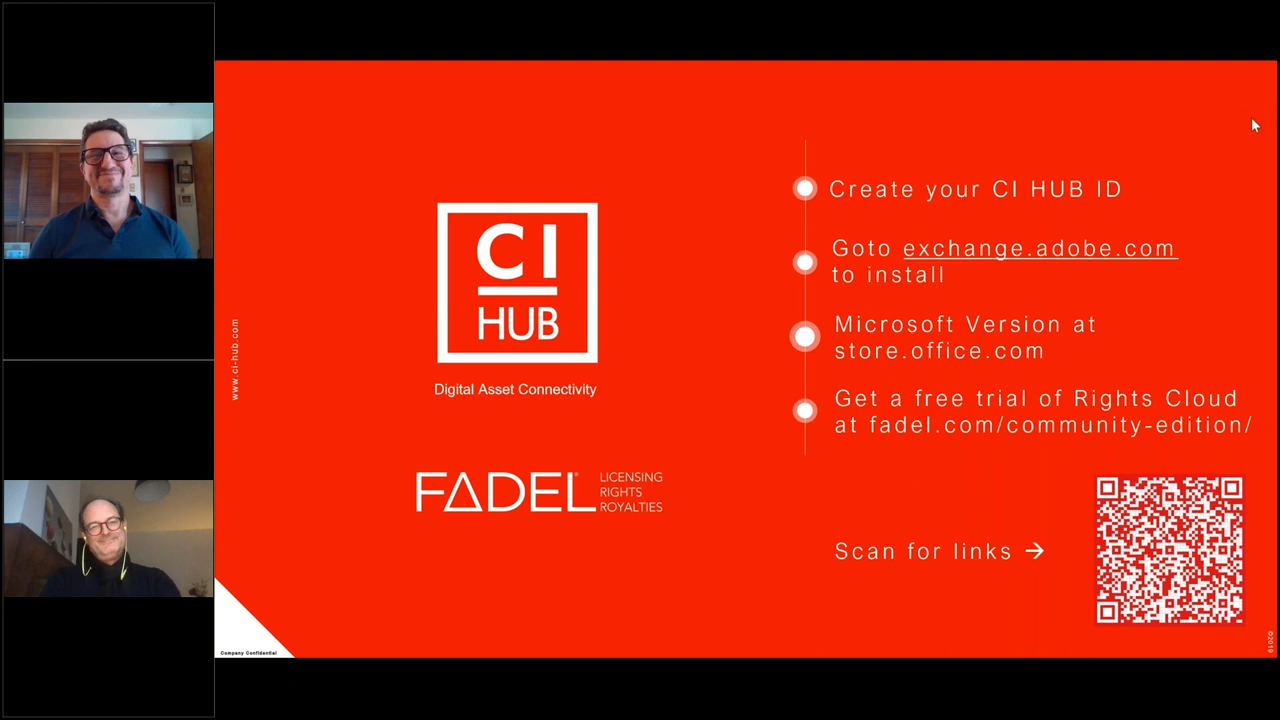 www.ci-hub.com
CI
HUB
Digital Asset Connectivity
FADEL® LICENSING
RIGHTS
ROYALTIES
Create your CI HUB ID
Goto exchange.adobe.com
to install
Microsoft Version at
store.office.com
Get a free trial of Rights Cloud
at fadel.com/community-edition/
Scan for links →
Company Confidential
©2019